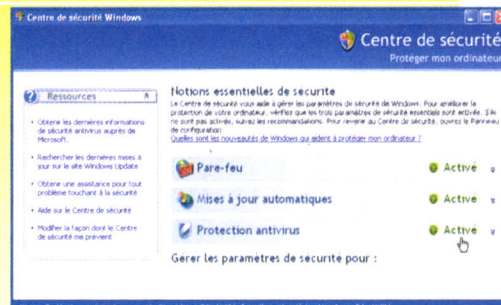 Centre de sécurité Windows
Centre de sécurité
Protéger mon ordinateur
Ressources
• Obtenir les dernières informations
de sécurité antivirus auprès de
Microsoft.
• Rechercher les dernières mises à
jour sur le site Windows Update
• Obtenir une assistance pour tout
problème touchant à la sécurité
• Aide sur le Centre de sécurité
• Modifier la façon dont le Centre
de sécurité me prévient
Notions essentielles de sécurité
Le Centre de sécurité vous aide à gérer les paramètres de sécurité de Windows. Pour améliorer la
protection de votre ordinateur, vérifiez que les trois paramètres de sécurité essentiels sont activés. S'ils
ne sont pas activés, suivez les recommandations. Pour revenir au Centre de sécurité, ouvrez le Panneau
de configuration.
Quelles sont les nouveautés de Windows qui aident à protéger mon ordinateur ?
Pare-feu Activé
Mises à jour automatiques Activé
Protection antivirus Activé
Gérer les paramètres de sécurité pour :